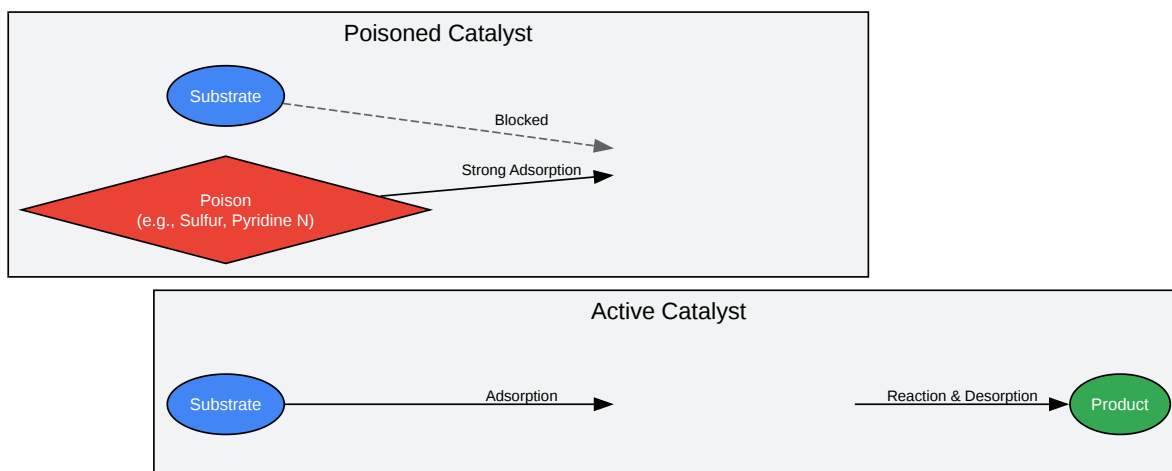 Poisoned Catalyst
Substrate
Blocked
Strong Adsorption
Poison
(e.g., Sulfur, Pyridine N)
Active Catalyst
Substrate
Adsorption
Reaction & Desorption
Product